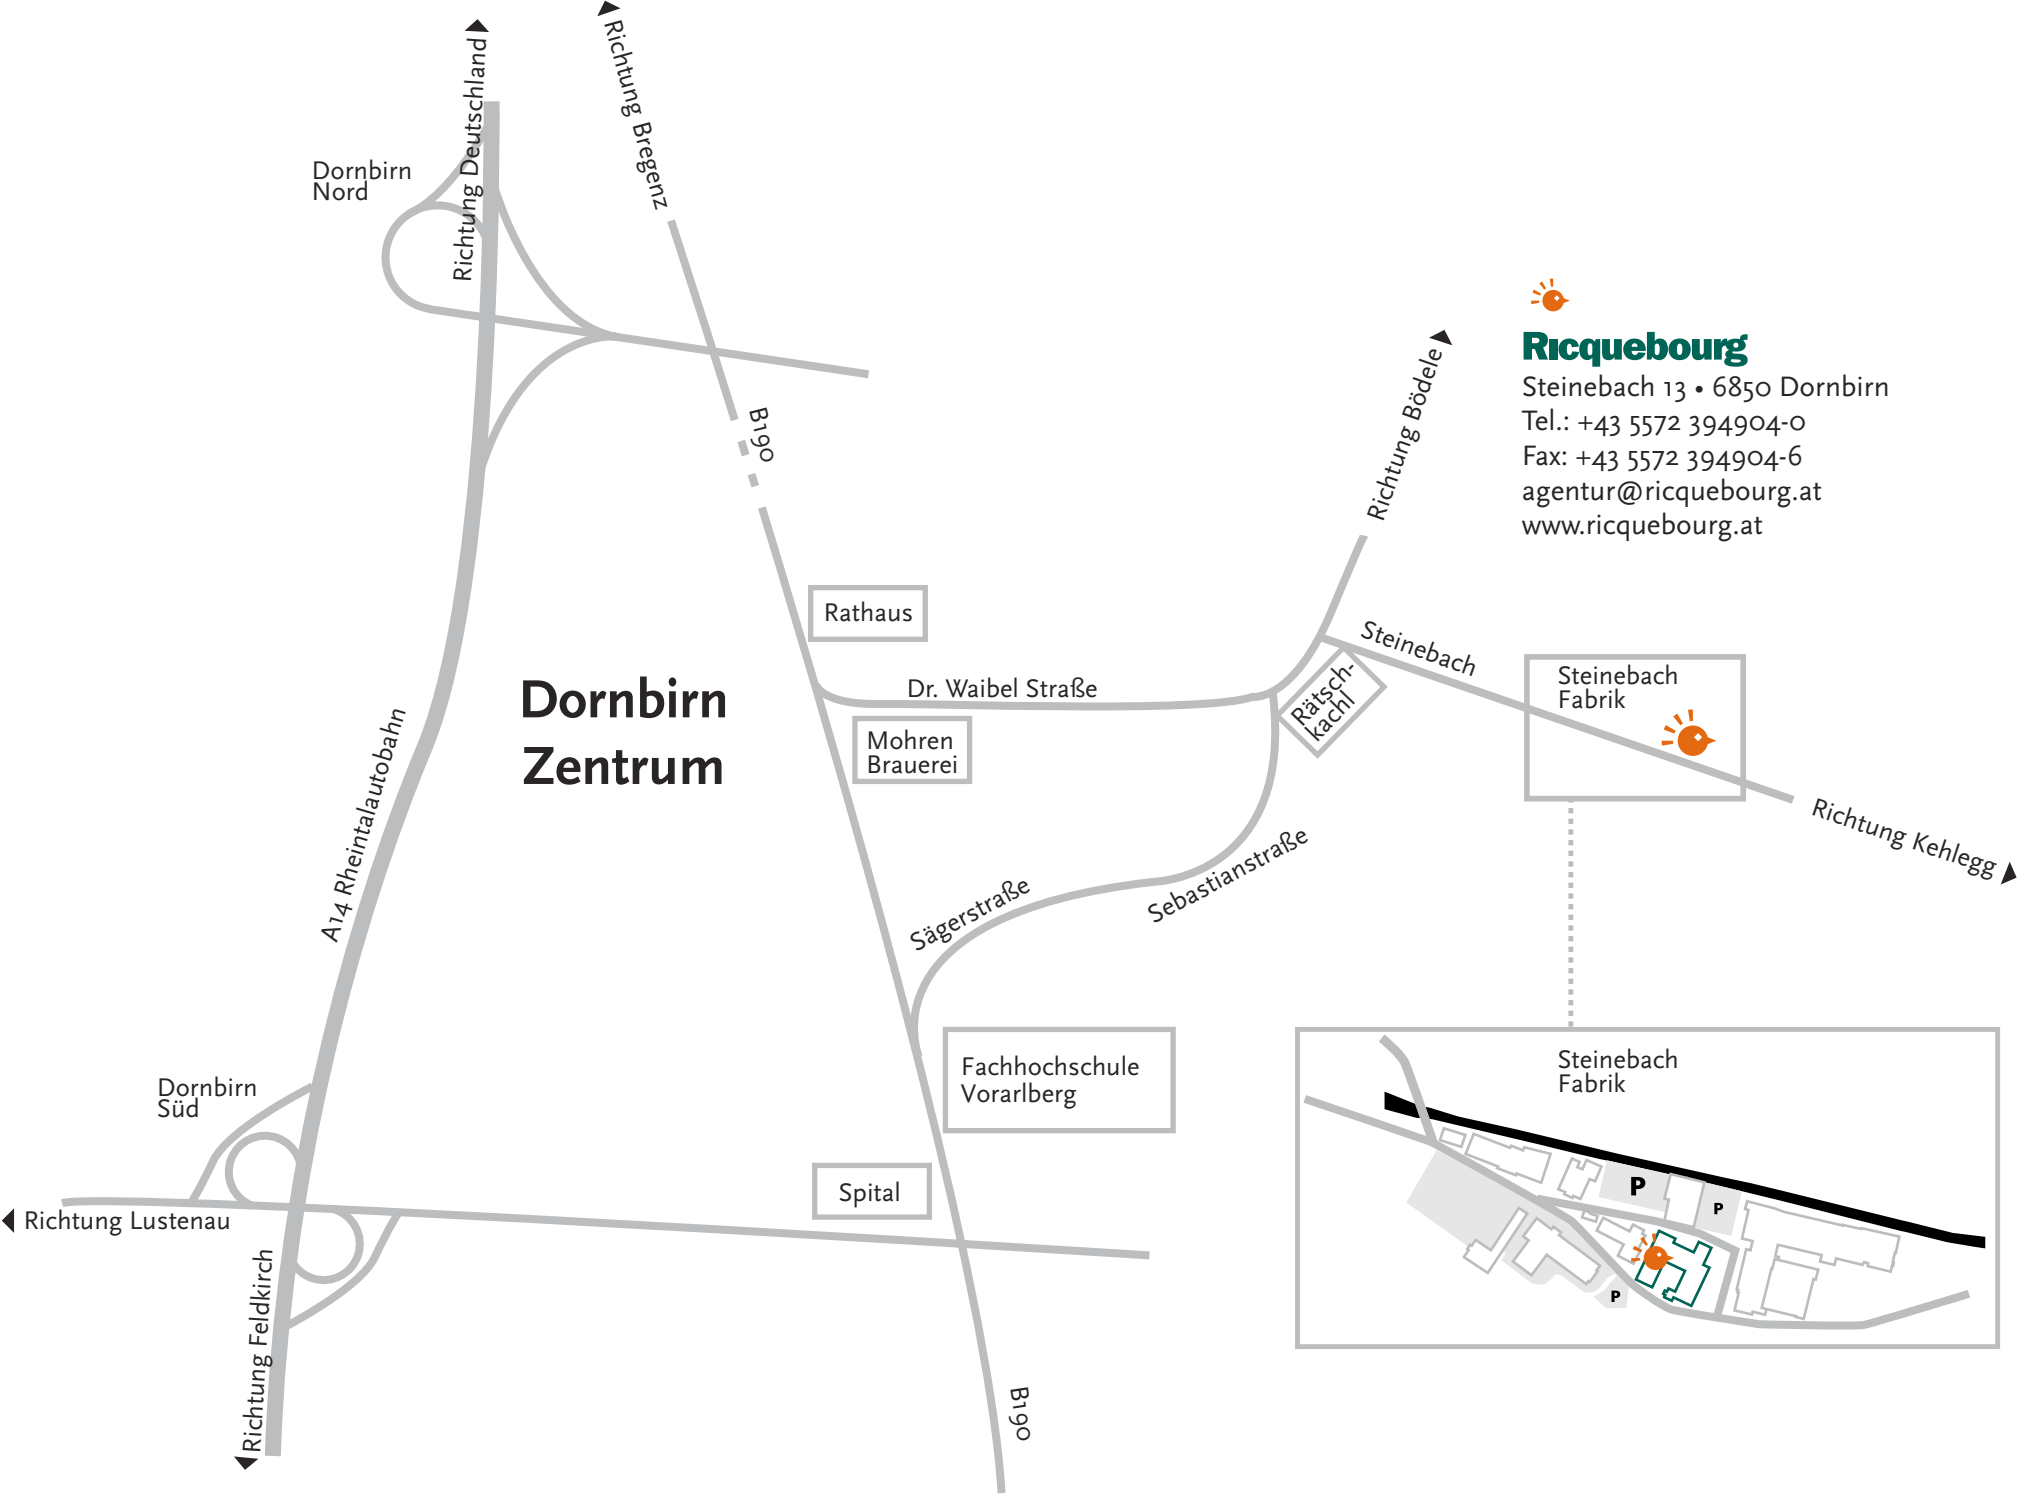 Richtung Deutschland
Richtung Bregenz
Dornbirn
Nord
B190
Richtung Bödele
Ricquebourg
Steinebach 13 • 6850 Dornbirn
Tel.: +43 5572 394904-0
Fax: +43 5572 394904-6
agentur@ricquebourg.at
www.ricquebourg.at
Rathaus
Dornbirn
Zentrum
Dr. Waibel Straße
Mohren
Brauerei
Rätsch-
kachl
Steinebach
Steinebach
Fabrik
Richtung Kehlegg
A14 Rheintalautobahn
Sägerstraße
Sebastianstraße
Fachhochschule
Vorarlberg
Dornbirn
Süd
Spital
Richtung Lustenau
Richtung Feldkirch
B190
Steinebach
Fabrik
P
P
P